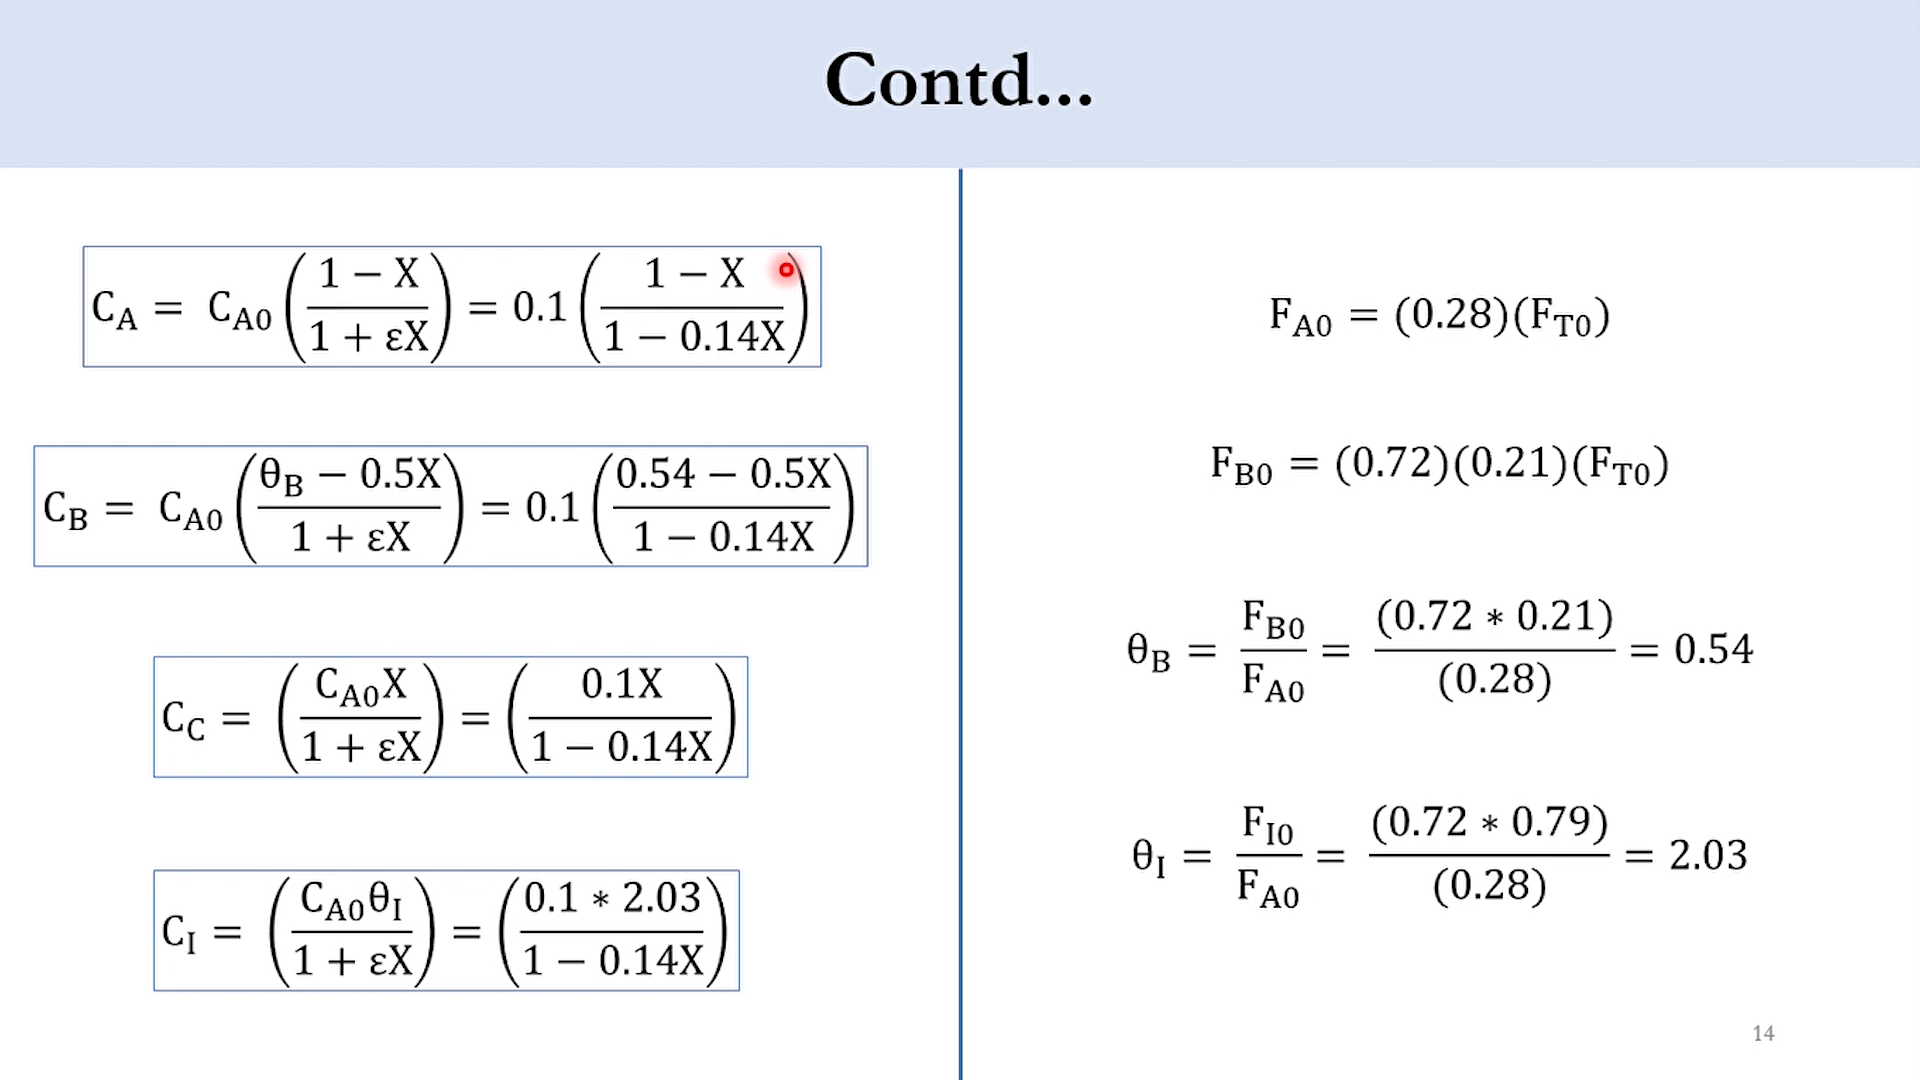 Contd...
C_A = C_A0 ((1 − X)/(1 + εX)) = 0.1 ((1 − X)/(1 − 0.14X))
C_B = C_A0 ((θ_B − 0.5X)/(1 + εX)) = 0.1 ((0.54 − 0.5X)/(1 − 0.14X))
C_C = (C_A0X/(1 + εX)) = (0.1X/(1 − 0.14X))
C_I = (C_A0θ_I/(1 + εX)) = ((0.1 ∗ 2.03)/(1 − 0.14X))
F_A0 = (0.28)(F_T0)
F_B0 = (0.72)(0.21)(F_T0)
θ_B = F_B0/F_A0 = (0.72 ∗ 0.21)/(0.28) = 0.54
θ_I = F_I0/F_A0 = (0.72 ∗ 0.79)/(0.28) = 2.03
14